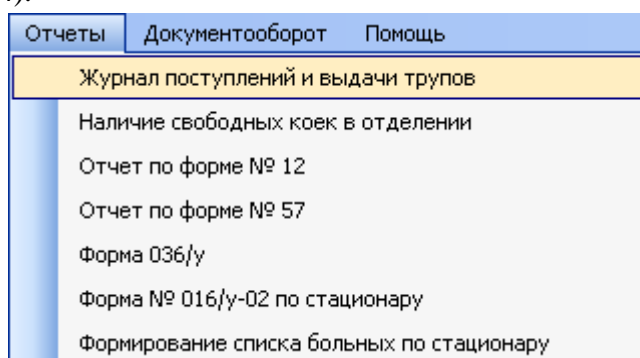 Отчеты Документооборот Помощь
Журнал поступлений и выдачи трупов
Наличие свободных коек в отделении
Отчет по форме № 12
Отчет по форме № 57
Форма 036/у
Форма № 016/у-02 по стационару
Формирование списка больных по стационару